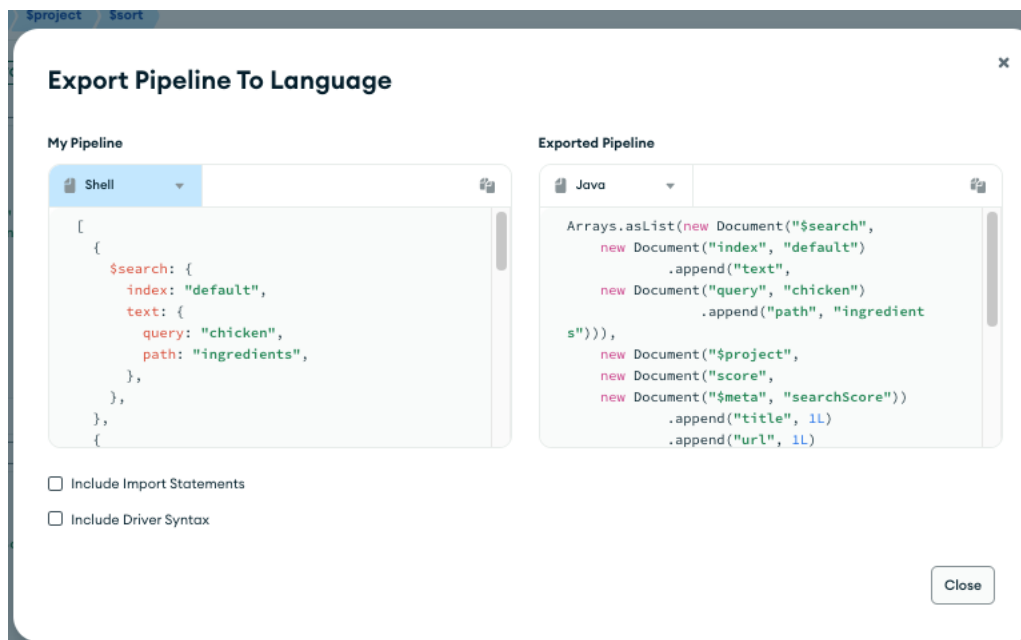 $project
$sort
Export Pipeline To Language
My Pipeline
Shell
[
{
$search: {
index: "default",
text: {
query: "chicken",
path: "ingredients",
},
},
},
{
Exported Pipeline
Java
Arrays.asList(new Document("$search",
new Document("index", "default")
.append("text",
new Document("query", "chicken")
.append("path", "ingredient
s"))),
new Document("$project",
new Document("score",
new Document("$meta", "searchScore"))
.append("title", 1L)
.append("url", 1L)
Include Import Statements
Include Driver Syntax
Close